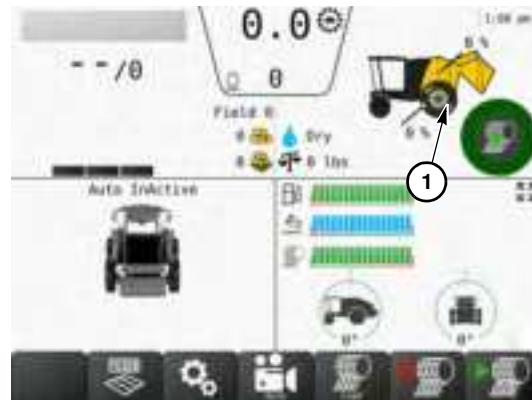 1:00 pm
0.0
0 %
--/0
0
Field 0
0 Dry
0 % 1
0 0 lbs
Auto InActive
0° 0°